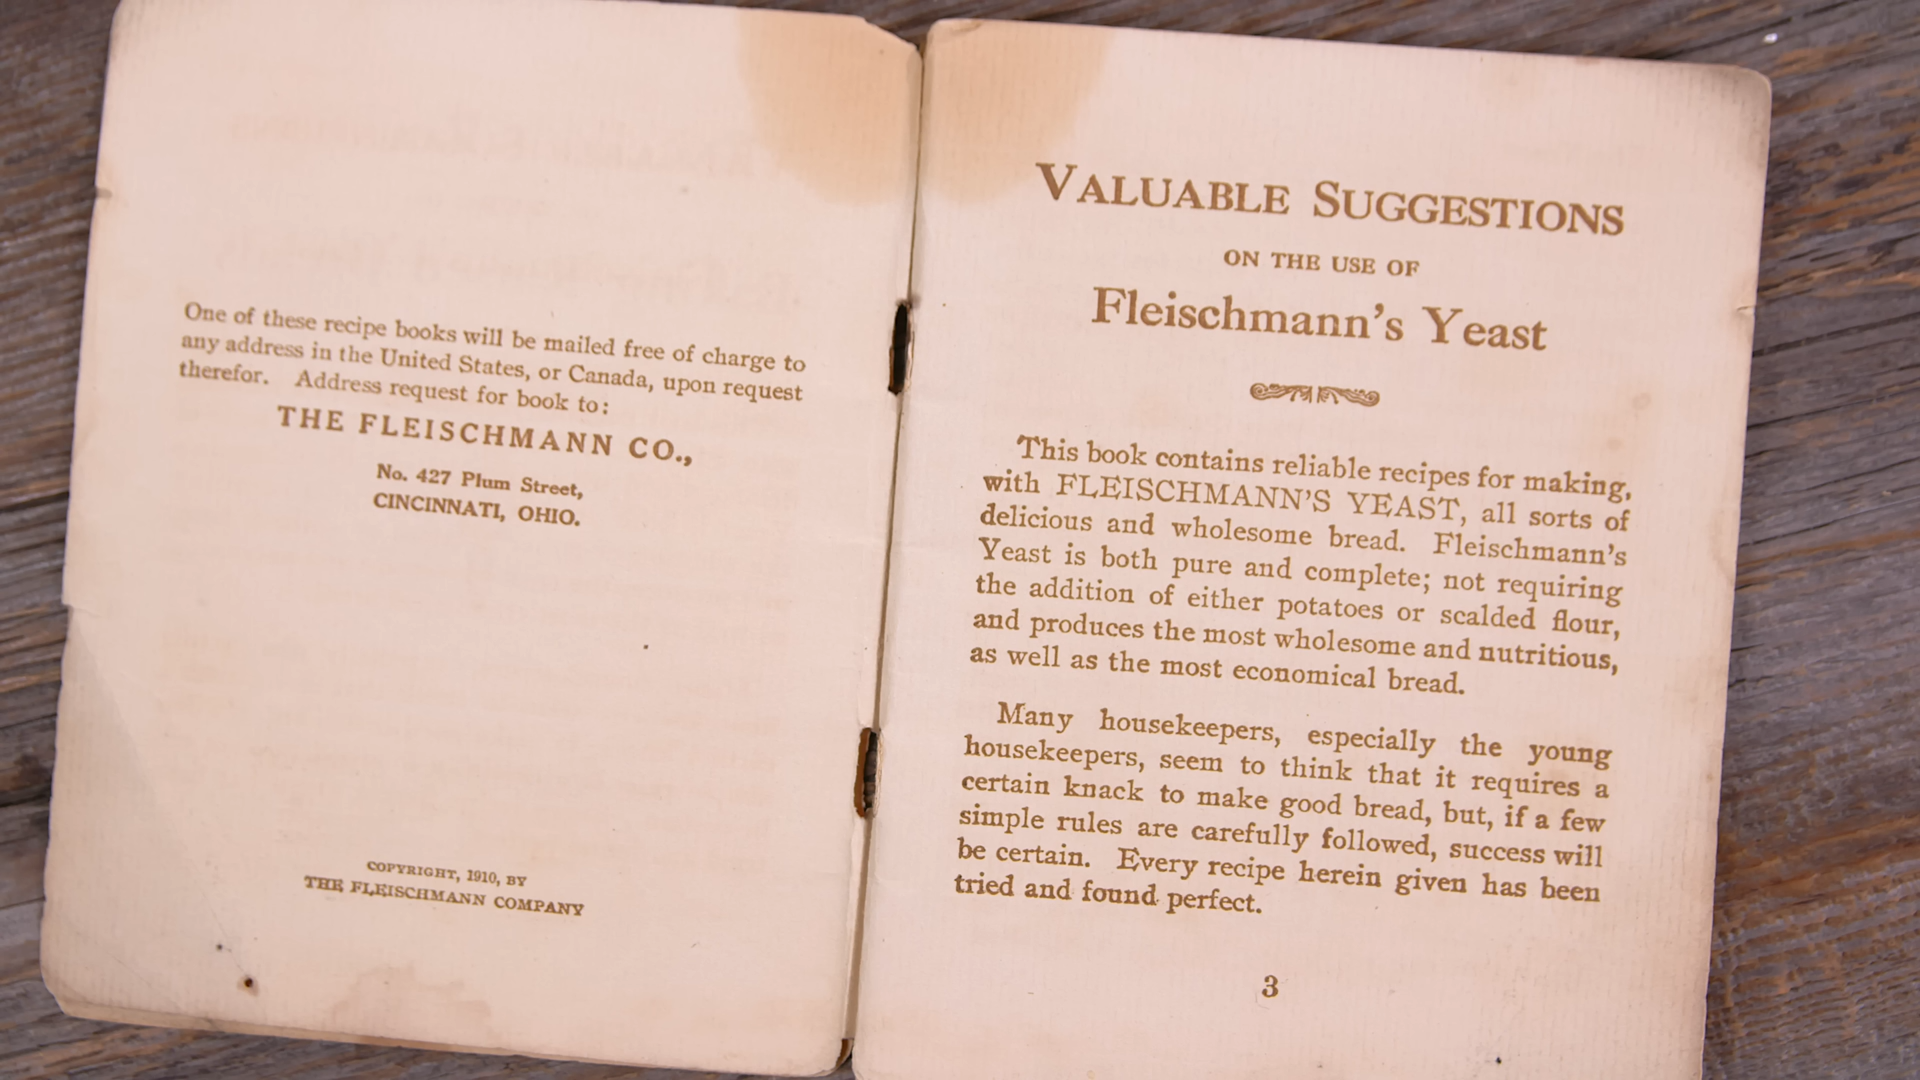 One of these recipe books will be mailed free of charge to
any address in the United States, or Canada, upon request
therefor. Address request for book to:
THE FLEISCHMANN CO.,
No. 427 Plum Street,
CINCINNATI, OHIO.
COPYRIGHT, 1910, BY
THE FLEISCHMANN COMPANY
VALUABLE SUGGESTIONS
ON THE USE OF
Fleischmann's Yeast
This book contains reliable recipes for making,
with FLEISCHMANN'S YEAST, all sorts of
delicious and wholesome bread. Fleischmann's
Yeast is both pure and complete; not requiring
the addition of either potatoes or scalded flour,
and produces the most wholesome and nutritious,
as well as the most economical bread.
Many housekeepers, especially the young
housekeepers, seem to think that it requires a
certain knack to make good bread, but, if a few
simple rules are carefully followed, success will
be certain. Every recipe herein given has been
tried and found perfect.
3